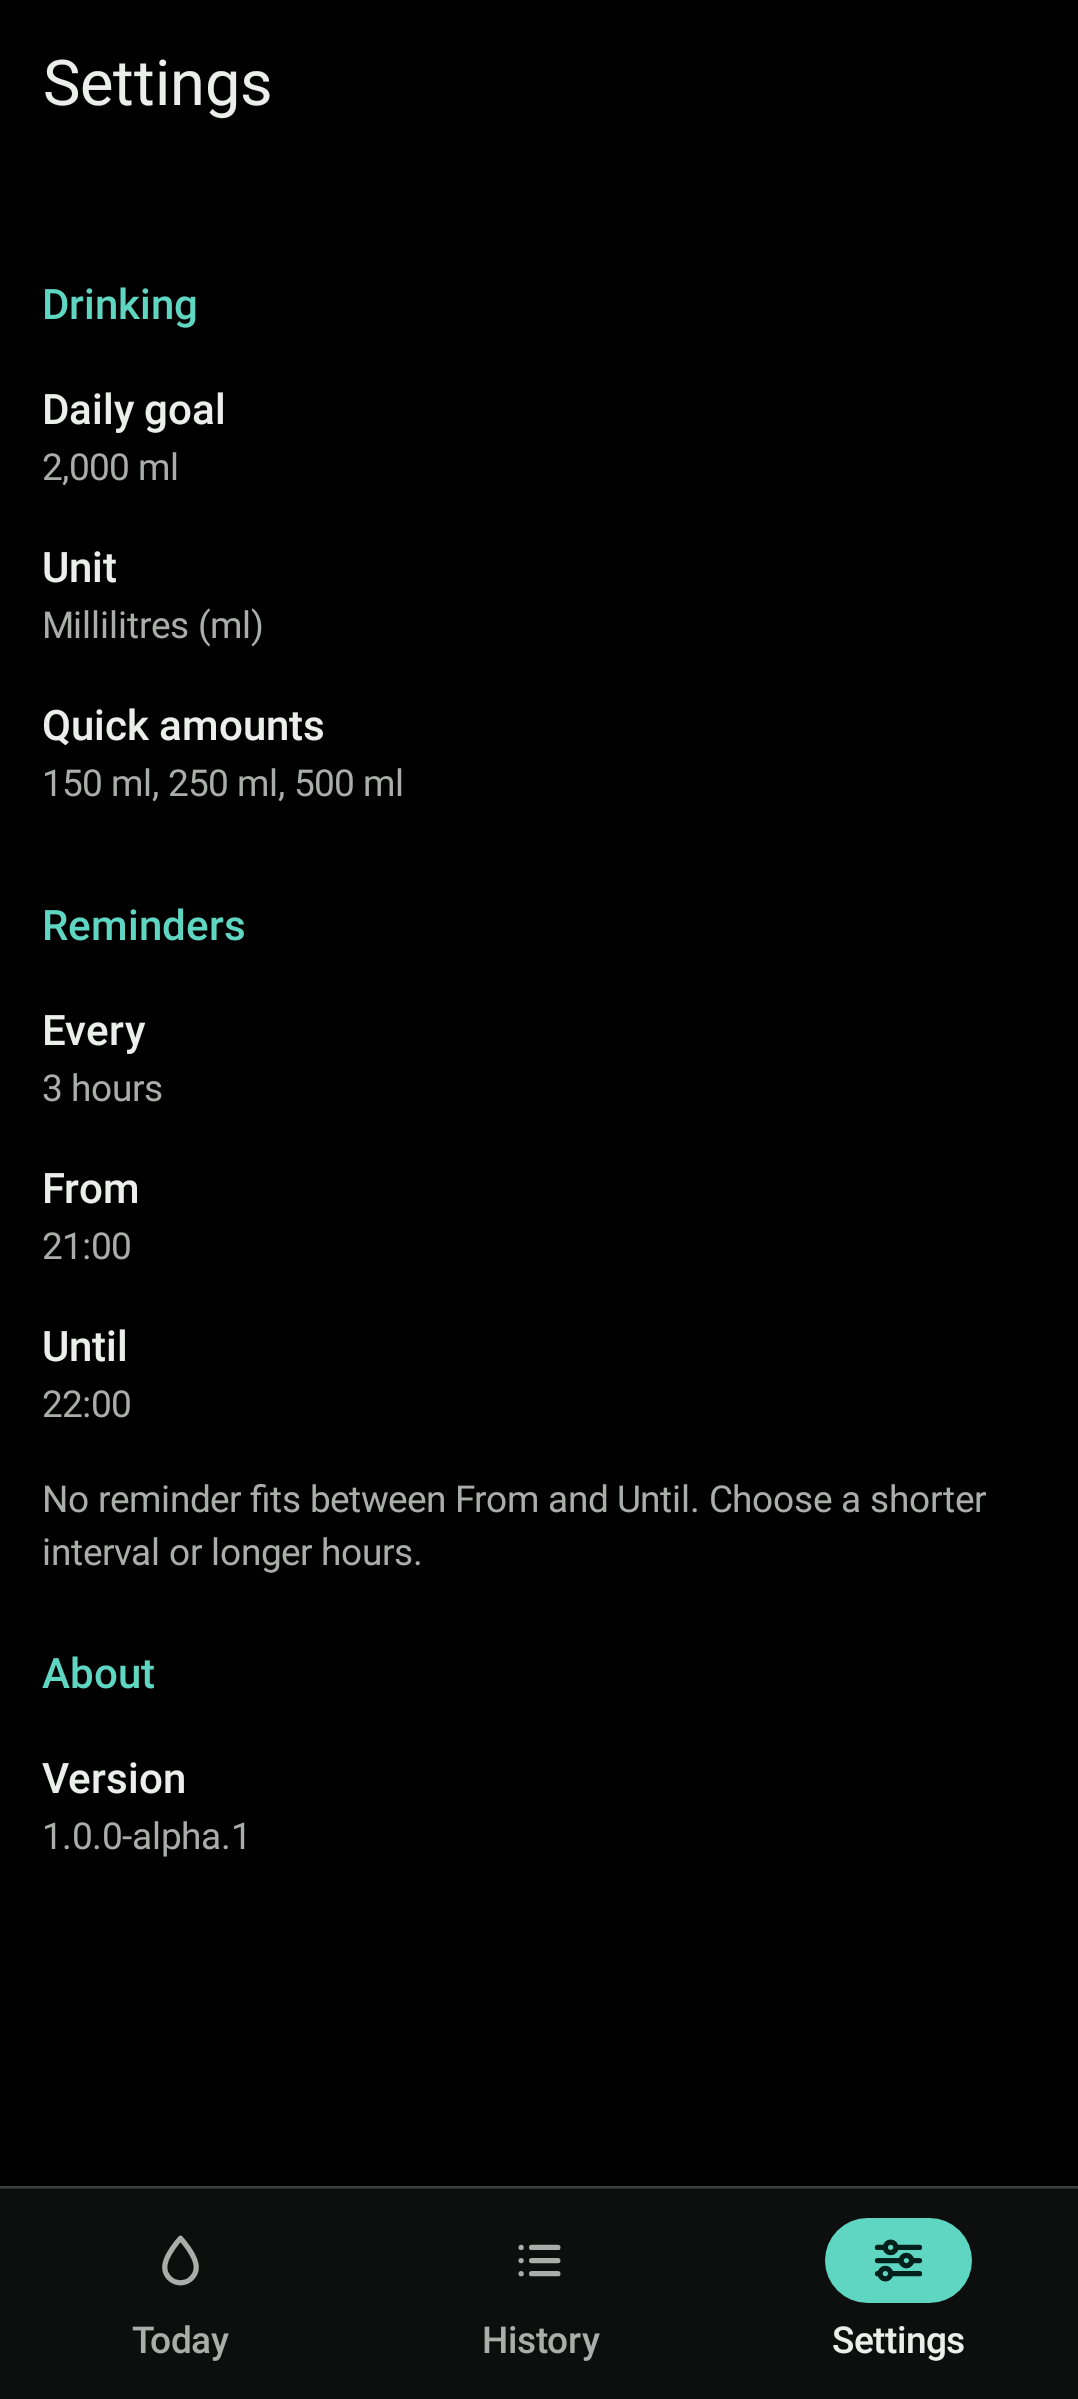 Settings
Drinking
Daily goal
2,000 ml
Unit
Millilitres (ml)
Quick amounts
150 ml, 250 ml, 500 ml
Reminders
Every
3 hours
From
21:00
Until
22:00
No reminder fits between From and Until. Choose a shorter
interval or longer hours.
About
Version
1.0.0-alpha.1
Today
History
Settings